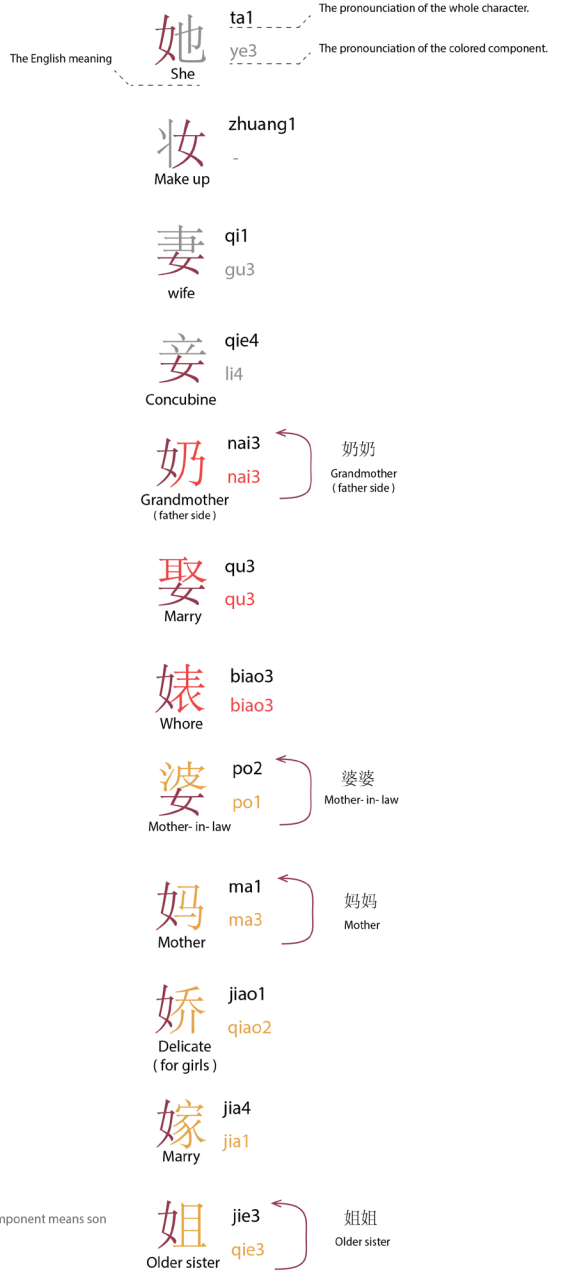 The pronounciation of the whole character.
她 ta1
ye3
The pronounciation of the colored component.
The English meaning
She
妆 zhuang1
-
Make up
妻 qi1
gu3
wife
妾 qie4
li4
Concubine
奶 nai3
nai3
Grandmother
( father side )
奶奶
Grandmother
( father side )
娶 qu3
qu3
Marry
婊 biao3
biao3
Whore
婆 po2
po1
Mother- in- law
婆婆
Mother- in- law
妈 ma1
ma3
Mother
妈妈
Mother
娇 jiao1
qiao2
Delicate
( for girls )
嫁 jia4
jia1
Marry
mponent means son
姐 jie3
qie3
Older sister
姐姐
Older sister